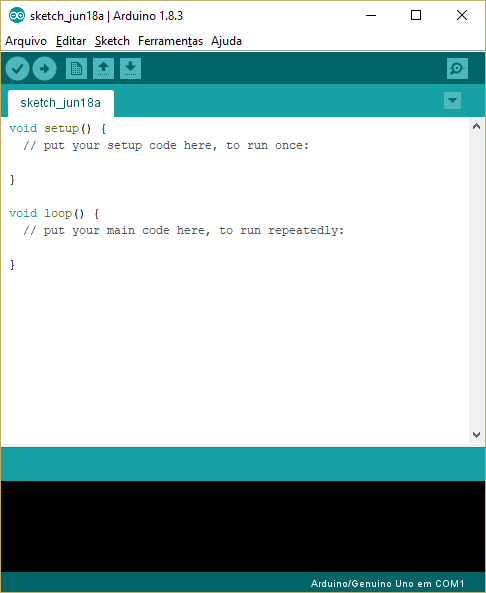 sketch_jun18a | Arduino 1.8.3
Arquivo Editar Sketch Ferramentas Ajuda
sketch_jun18a
void setup() {
// put your setup code here, to run once:
}
void loop() {
// put your main code here, to run repeatedly:
}
Arduino/Genuino Uno em COM1